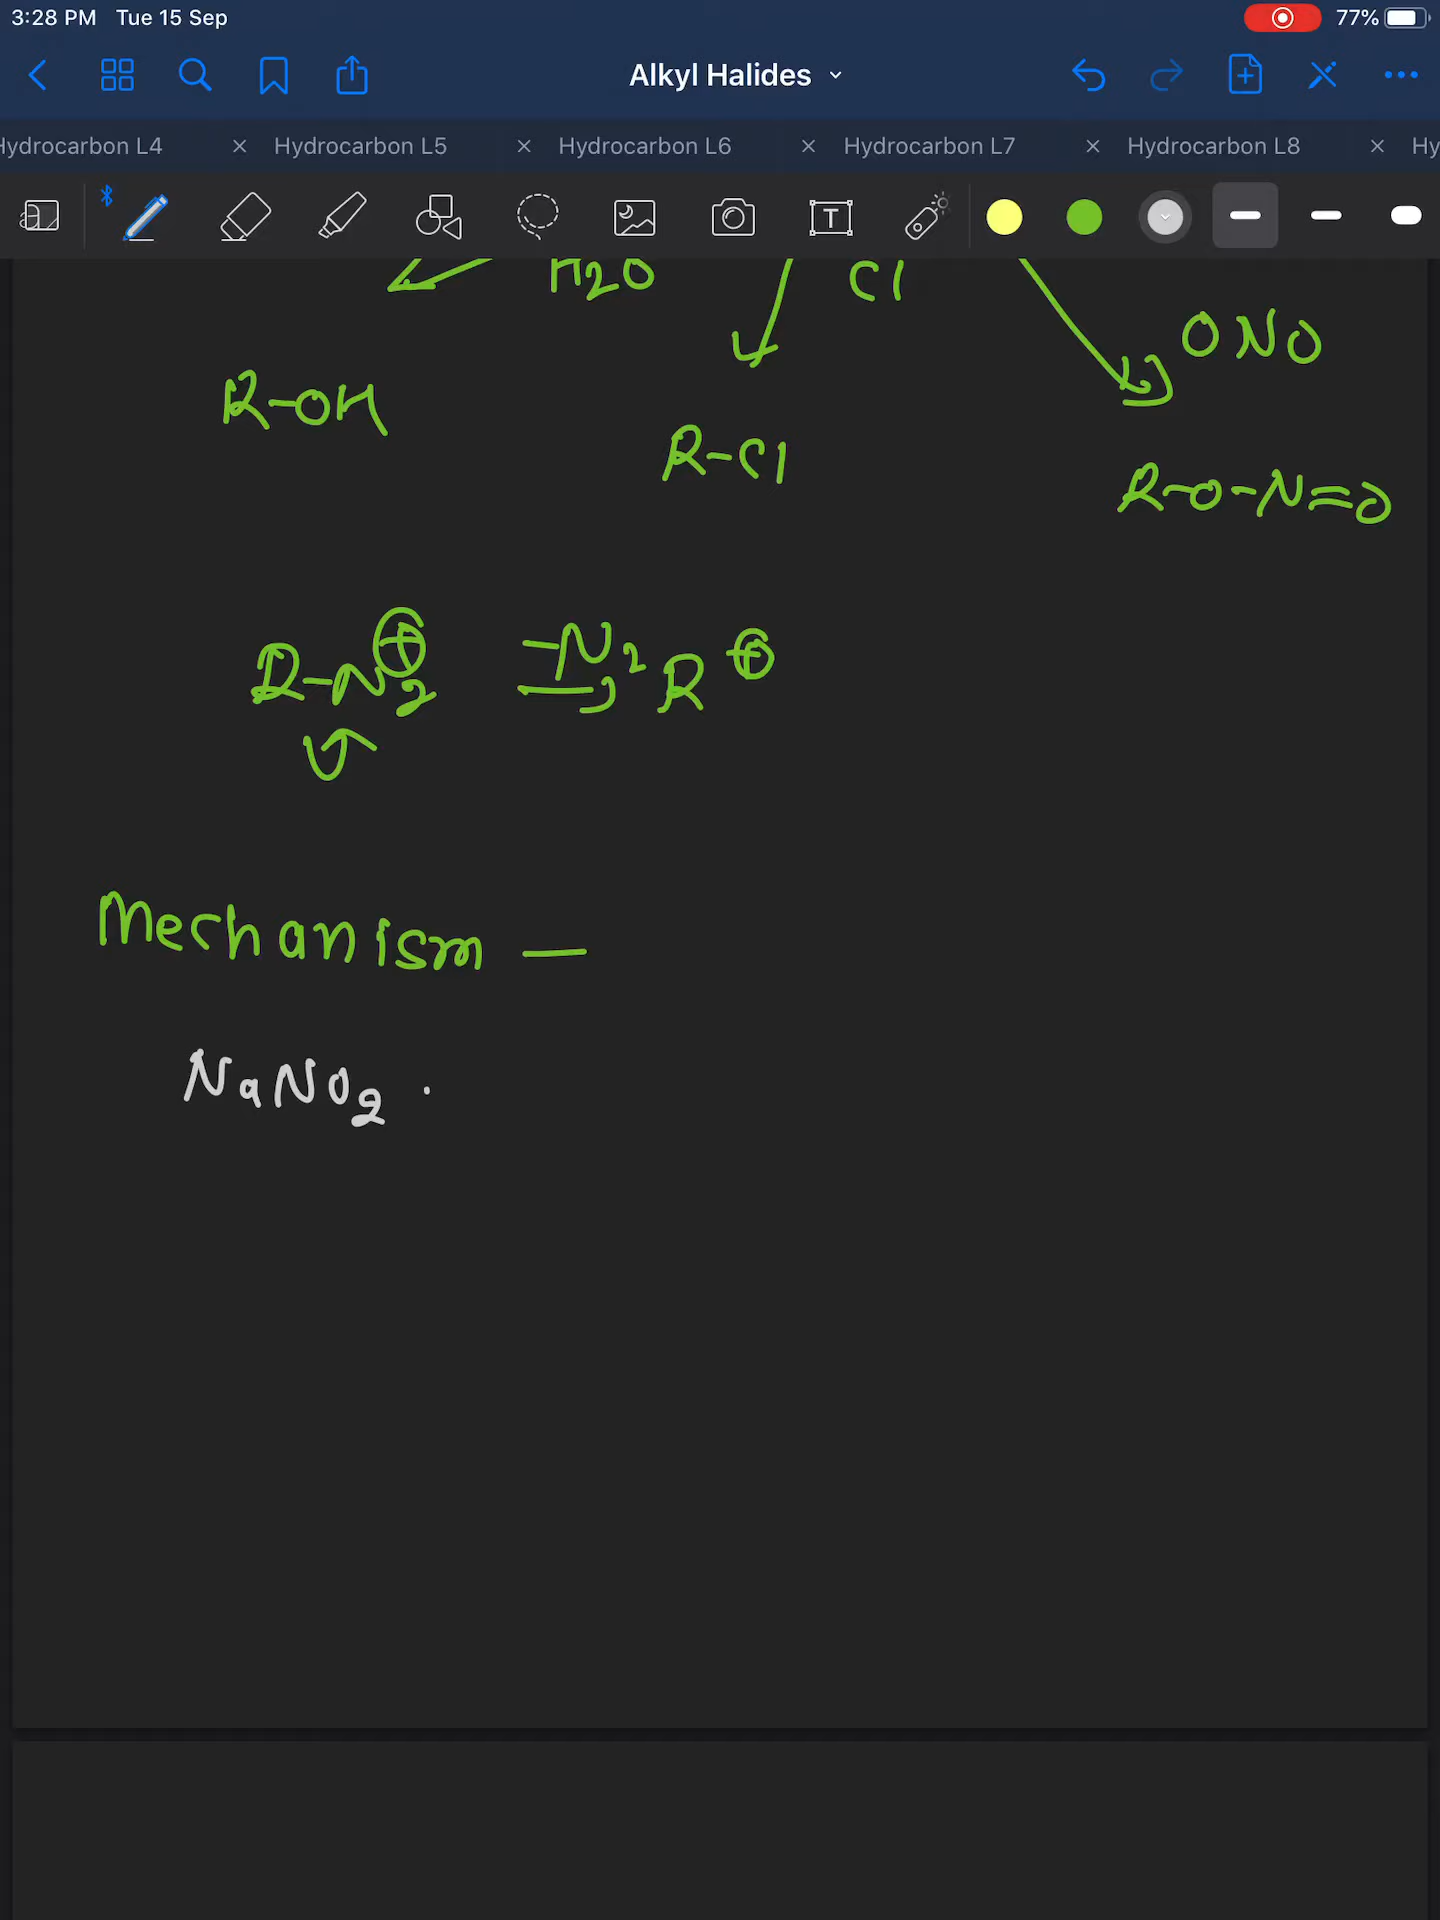 3:28 PM Tue 15 Sep 77%
Alkyl Halides
Hydrocarbon L4 Hydrocarbon L5 Hydrocarbon L6 Hydrocarbon L7 Hydrocarbon L8 Hy
T
H2O Cl
ONO
R-OH
R-Cl
R-O-N=O
R-N2⊕ -N2 → R⊕
Mechanism —
NaNO2 .